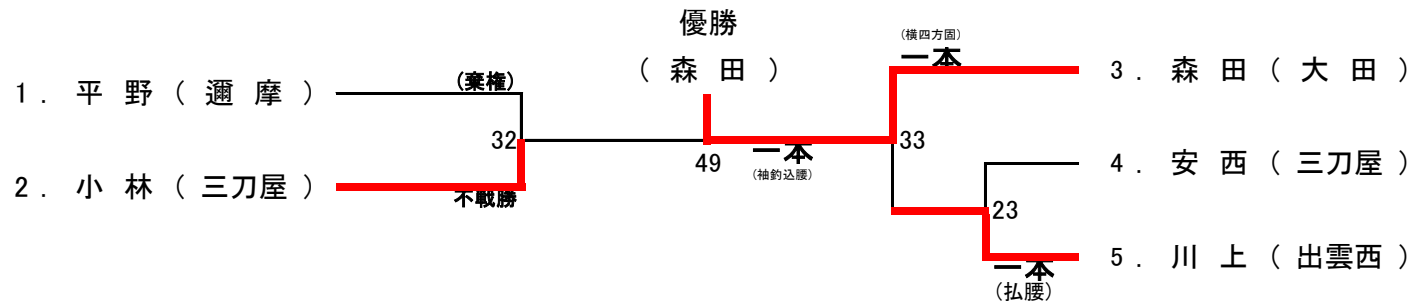 優勝
(森田)
1. 平野(邇摩)
(棄権)
32
2. 小林(三刀屋)
不戦勝
49
一本
(袖釣込腰)
(横四方固)
一本
3. 森田(大田)
33
4. 安西(三刀屋)
23
5. 川上(出雲西)
一本
(払腰)